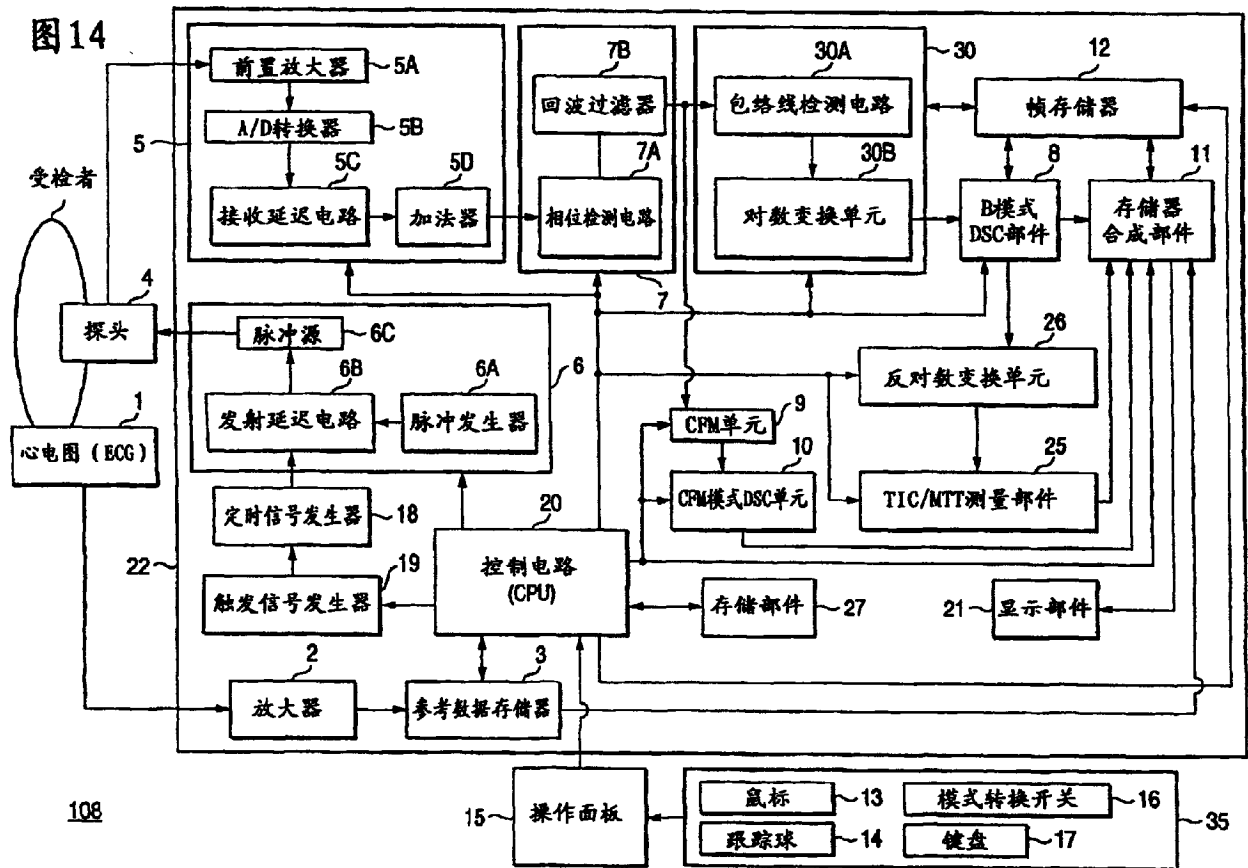 图14
前置放大器
5A
A/D转换器
5B
5
5C
5D
接收延迟电路
加法器
7B
回波过滤器
7A
相位检测电路
7
30A
30
包络线检测电路
30B
对数变换单元
12
帧存储器
8
11
B模式
DSC部件
存储器
合成部件
受检者
4
探头
1
心电图（ECG）
脉冲源
6C
6B
6A
6
发射延迟电路
脉冲发生器
26
反对数变换单元
9
CFM单元
10
CFM模式DSC单元
25
TIC/MTT测量部件
定时信号发生器
18
20
控制电路
(CPU)
22
19
触发信号发生器
存储部件
27
21
显示部件
2
放大器
3
参考数据存储器
15
操作面板
鼠标
13
模式转换开关
16
跟踪球
14
键盘
17
35
108